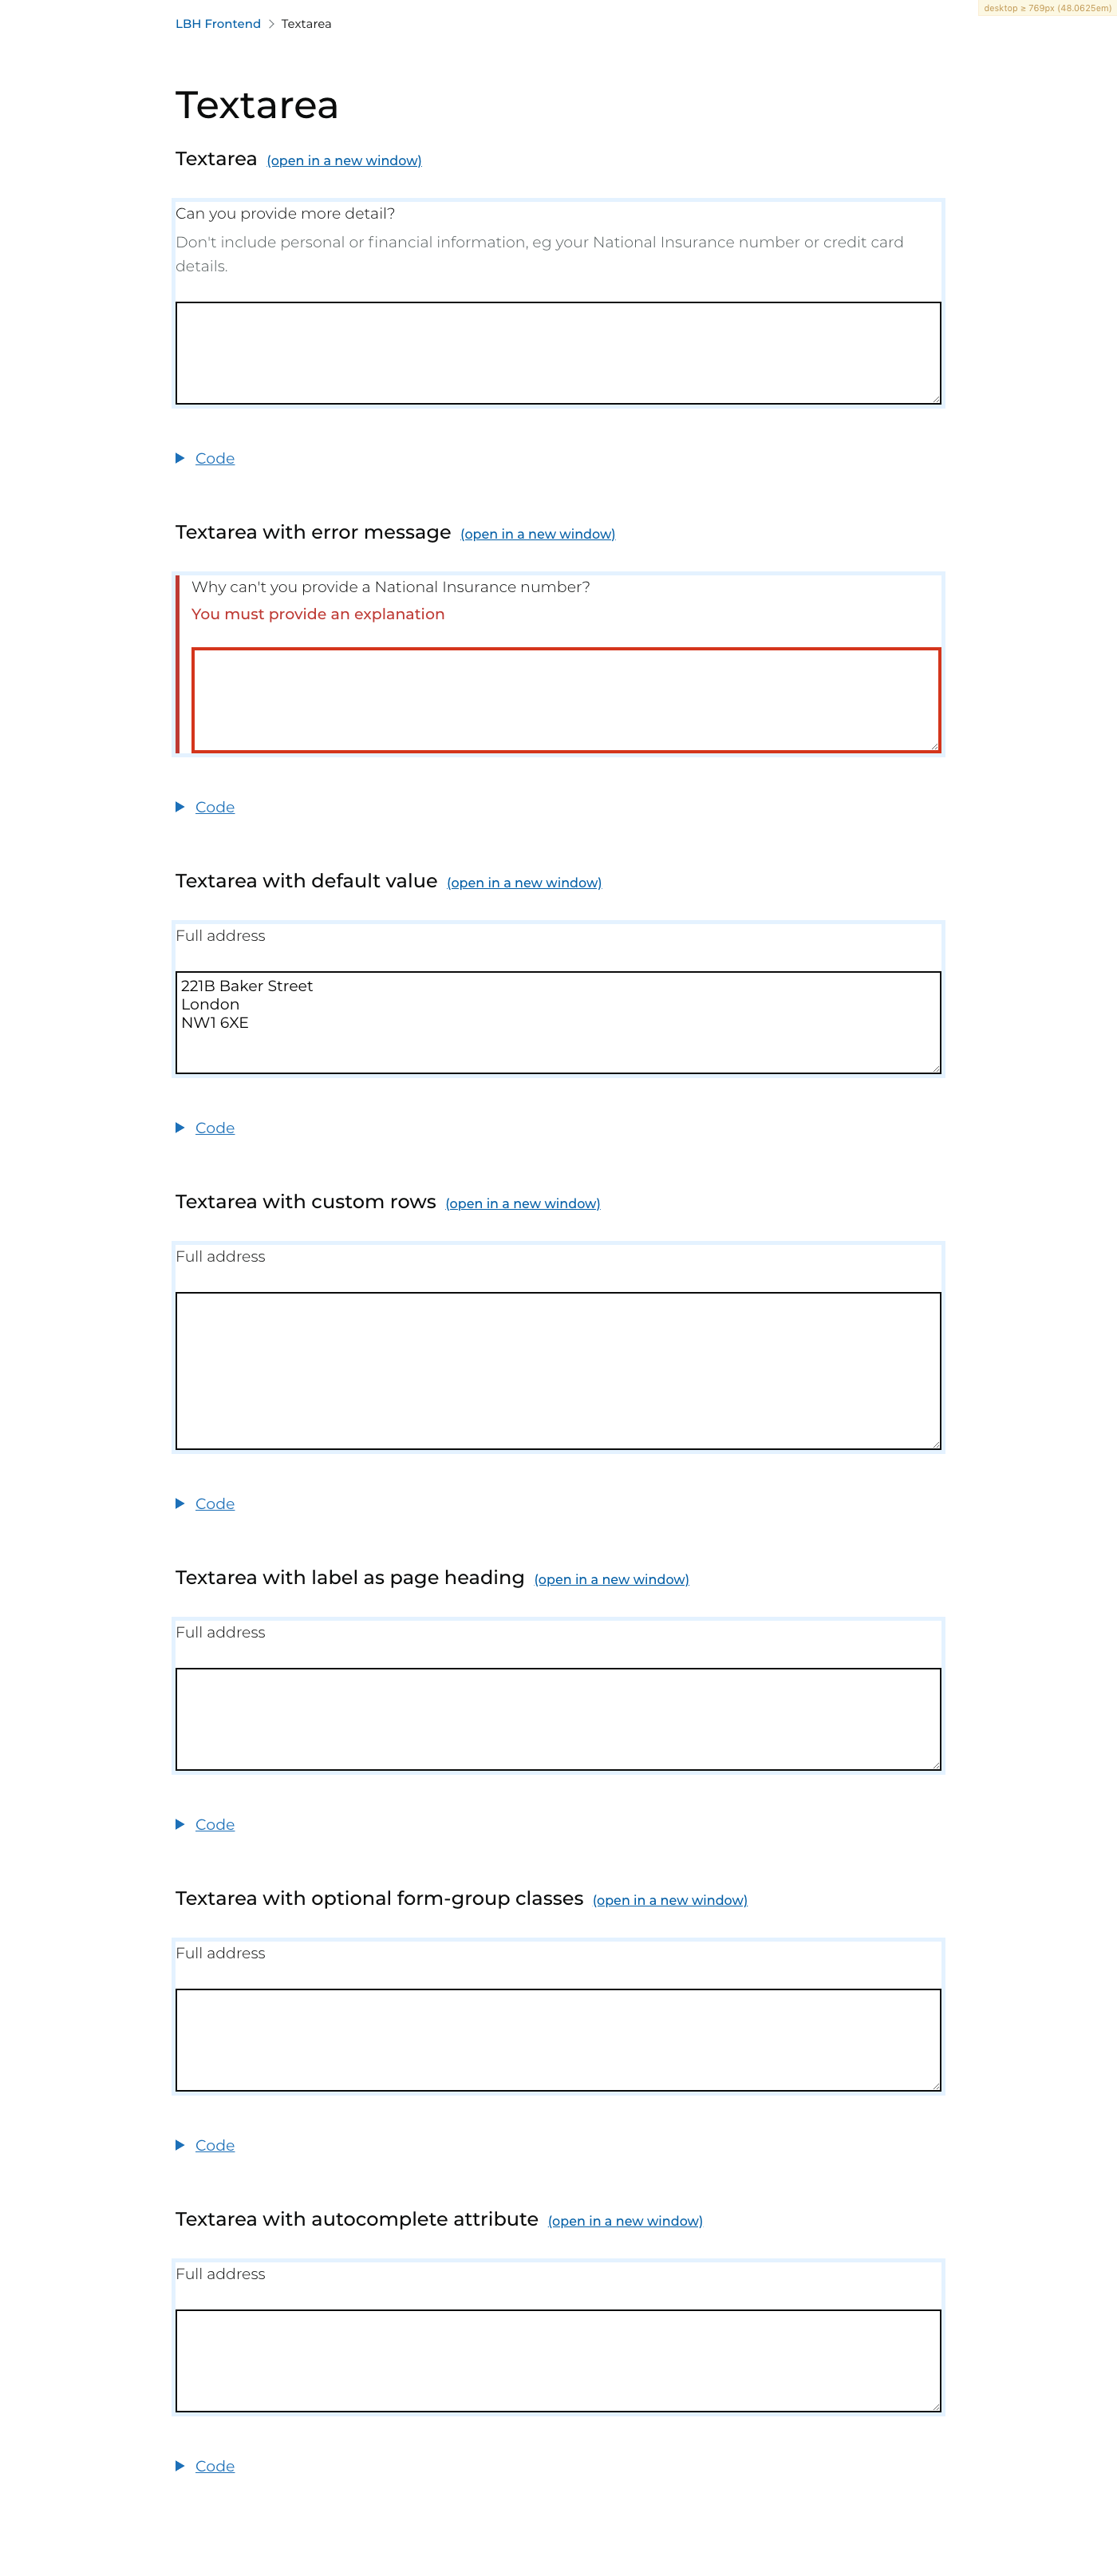 desktop ≥ 769px (48.0625em)
LBH Frontend
Textarea
Textarea
Textarea (open in a new window)
Can you provide more detail?
Don't include personal or financial information, eg your National Insurance number or credit card
details.
Code
Textarea with error message (open in a new window)
Why can't you provide a National Insurance number?
You must provide an explanation
Code
Textarea with default value (open in a new window)
Full address
221B Baker Street
London
NW1 6XE
Code
Textarea with custom rows (open in a new window)
Full address
Code
Textarea with label as page heading (open in a new window)
Full address
Code
Textarea with optional form-group classes (open in a new window)
Full address
Code
Textarea with autocomplete attribute (open in a new window)
Full address
Code